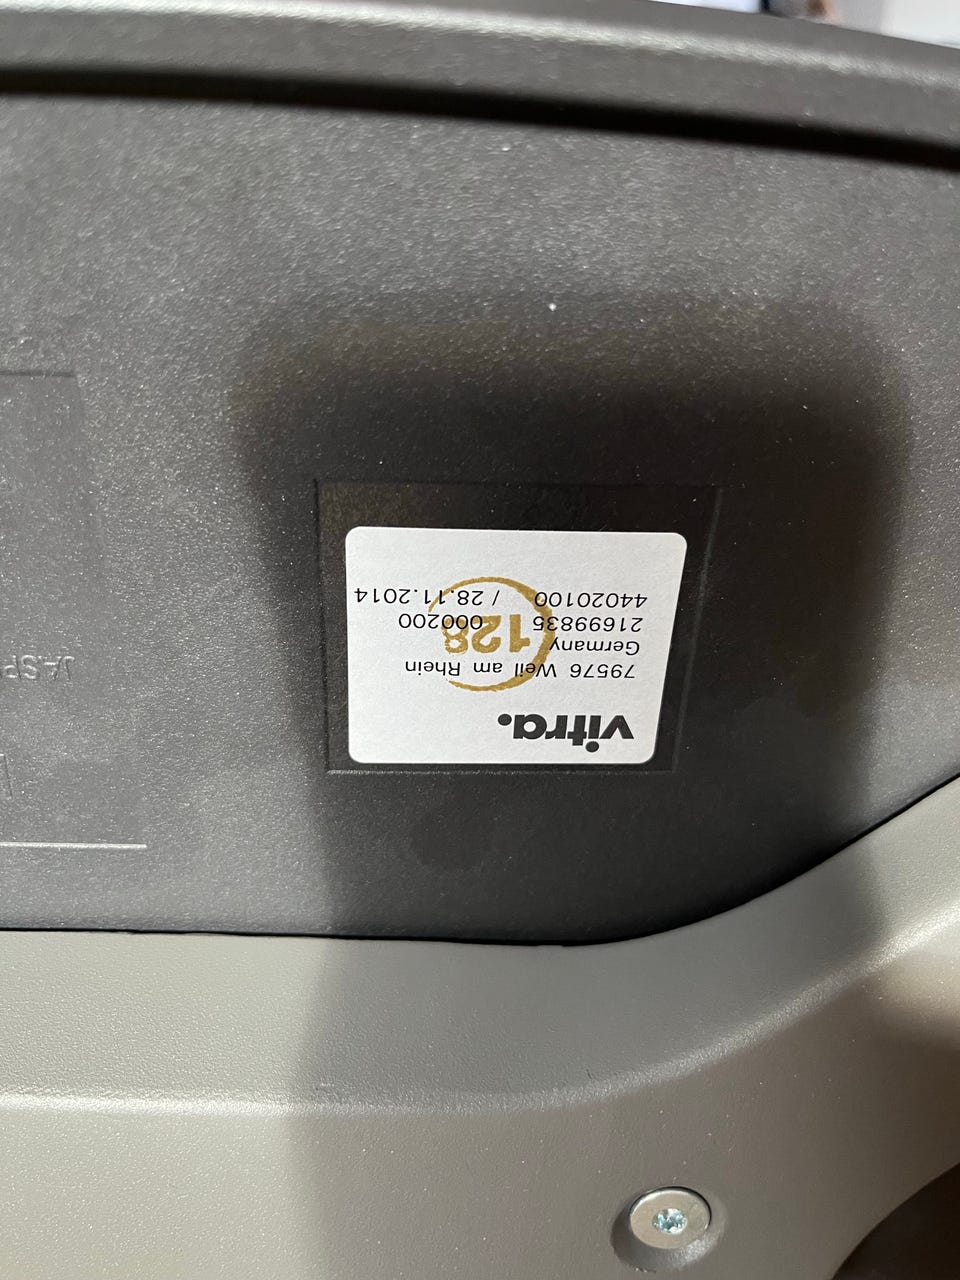 vitra.
79576 Weil am Rhein
Germany
21699835 000200
44020100 / 28.11.2014
128